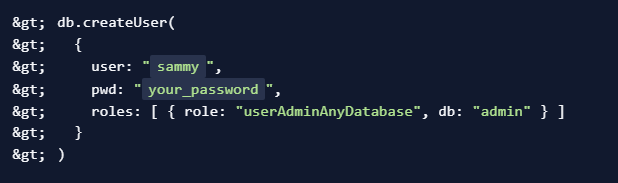 &gt; db.createUser(
&gt;   {
&gt;     user: "sammy",
&gt;     pwd: "your_password",
&gt;     roles: [ { role: "userAdminAnyDatabase", db: "admin" } ]
&gt;   }
&gt; )